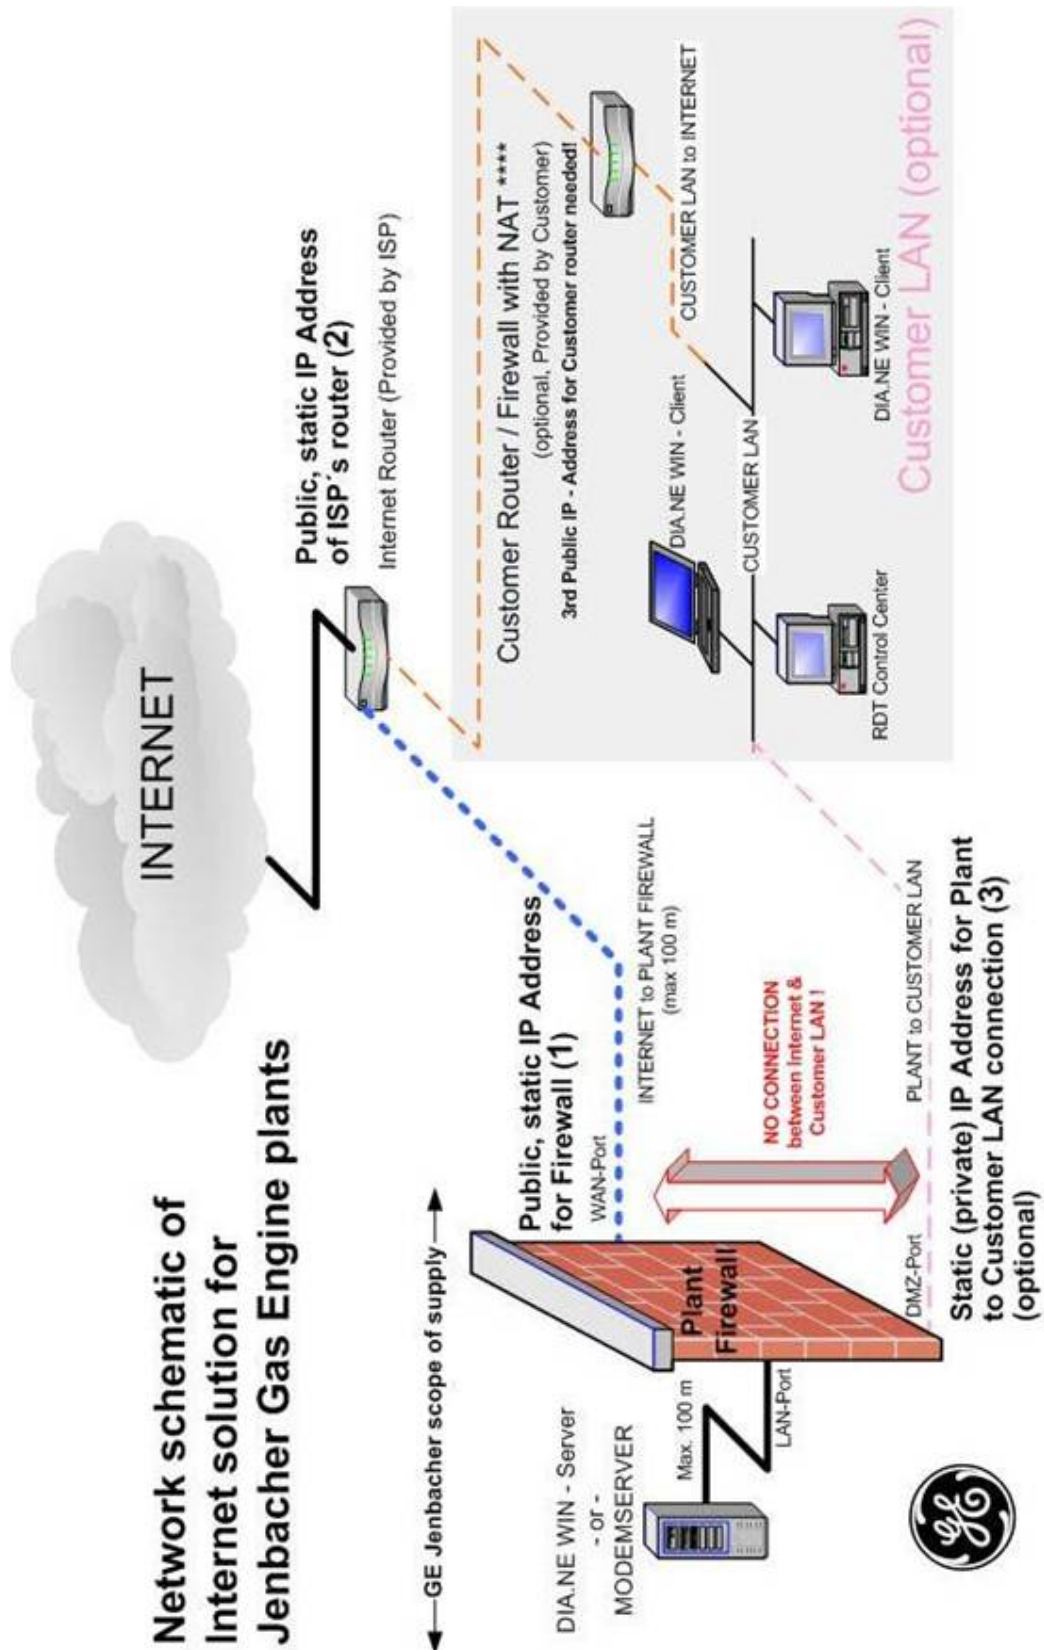 Network schematic of
Internet solution for
Jenbacher Gas Engine plants
INTERNET
Public, static IP Address
of ISP´s router (2)
Internet Router (Provided by ISP)
GE Jenbacher scope of supply
Public, static IP Address
for Firewall (1)
WAN-Port
INTERNET to PLANT FIREWALL
(max 100 m)
Customer Router / Firewall with NAT ****
(optional, Provided by Customer)
3rd Public IP - Address for Customer router needed!
DIA.NE WIN - Server
- or -
MODEMSERVER
Max. 100 m
LAN-Port
Plant
Firewall
NO CONNECTION
between Internet &
Customer LAN !
DIA.NE WIN - Client
CUSTOMER LAN to INTERNET
CUSTOMER LAN
RDT Control Center
DIA.NE WIN - Client
Customer LAN (optional)
DMZ-Port
PLANT to CUSTOMER LAN
Static (private) IP Address for Plant
to Customer LAN connection (3)
(optional)
GE